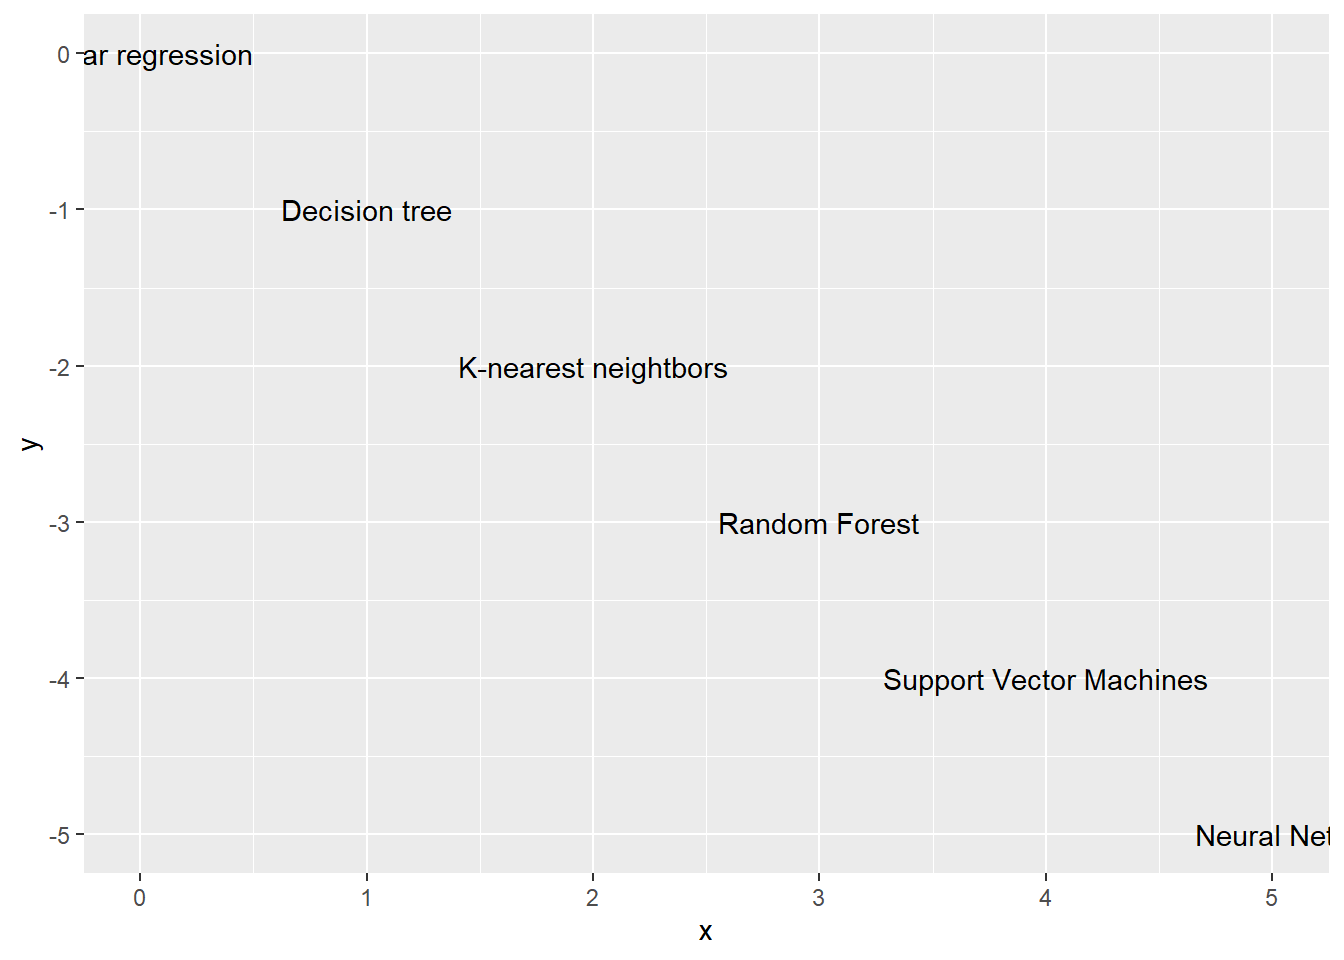 0 ar regression
-1 Decision tree
-2 K-nearest neightbors
y
-3 Random Forest
-4 Support Vector Machines
-5 Neural Net
0 1 2 3 4 5
x